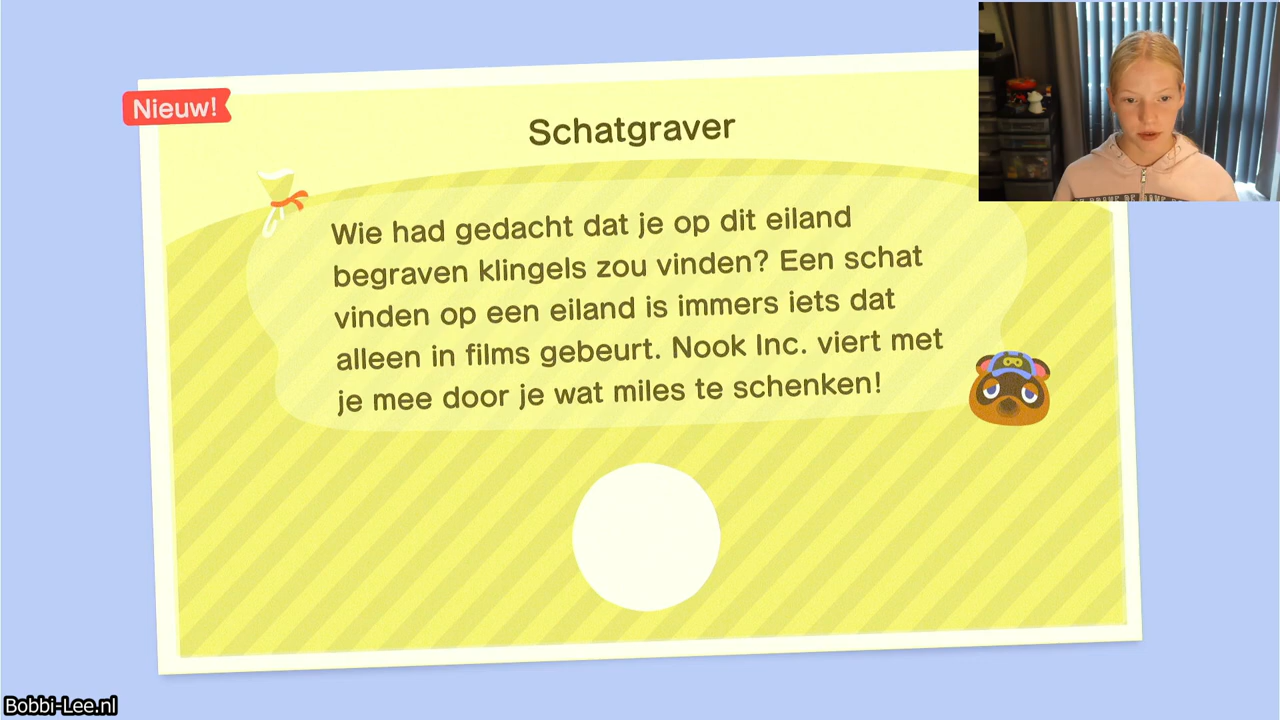 Nieuw!
Schatgraver
Wie had gedacht dat je op dit eiland
begraven klingels zou vinden? Een schat
vinden op een eiland is immers iets dat
alleen in films gebeurt. Nook Inc. viert met
je mee door je wat miles te schenken!
Bobbi-Lee.nl